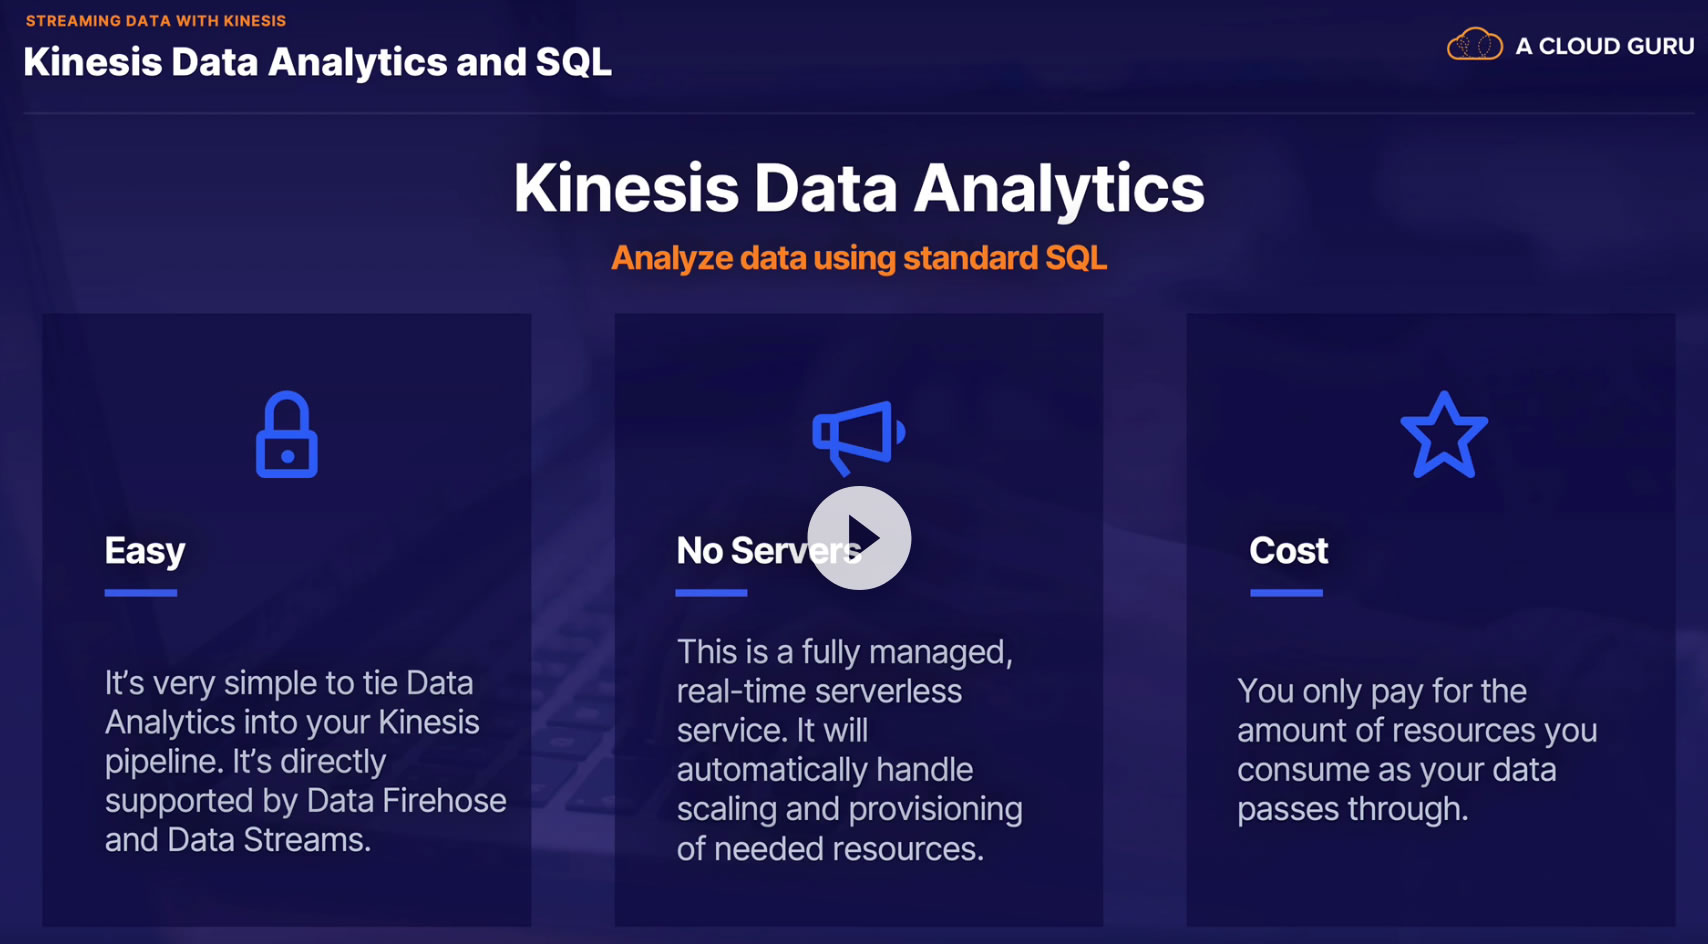 STREAMING DATA WITH KINESIS
Kinesis Data Analytics and SQL
A CLOUD GURU
Kinesis Data Analytics
Analyze data using standard SQL
Easy
It's very simple to tie Data
Analytics into your Kinesis
pipeline. It's directly
supported by Data Firehose
and Data Streams.
No Servers
This is a fully managed,
real-time serverless
service. It will
automatically handle
scaling and provisioning
of needed resources.
Cost
You only pay for the
amount of resources you
consume as your data
passes through.